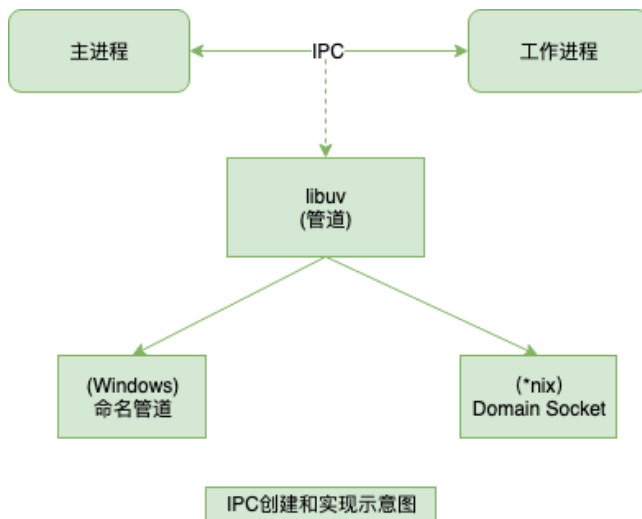 主进程
IPC
工作进程
libuv
(管道)
(Windows)
命名管道
(*nix)
Domain Socket
IPC创建和实现示意图